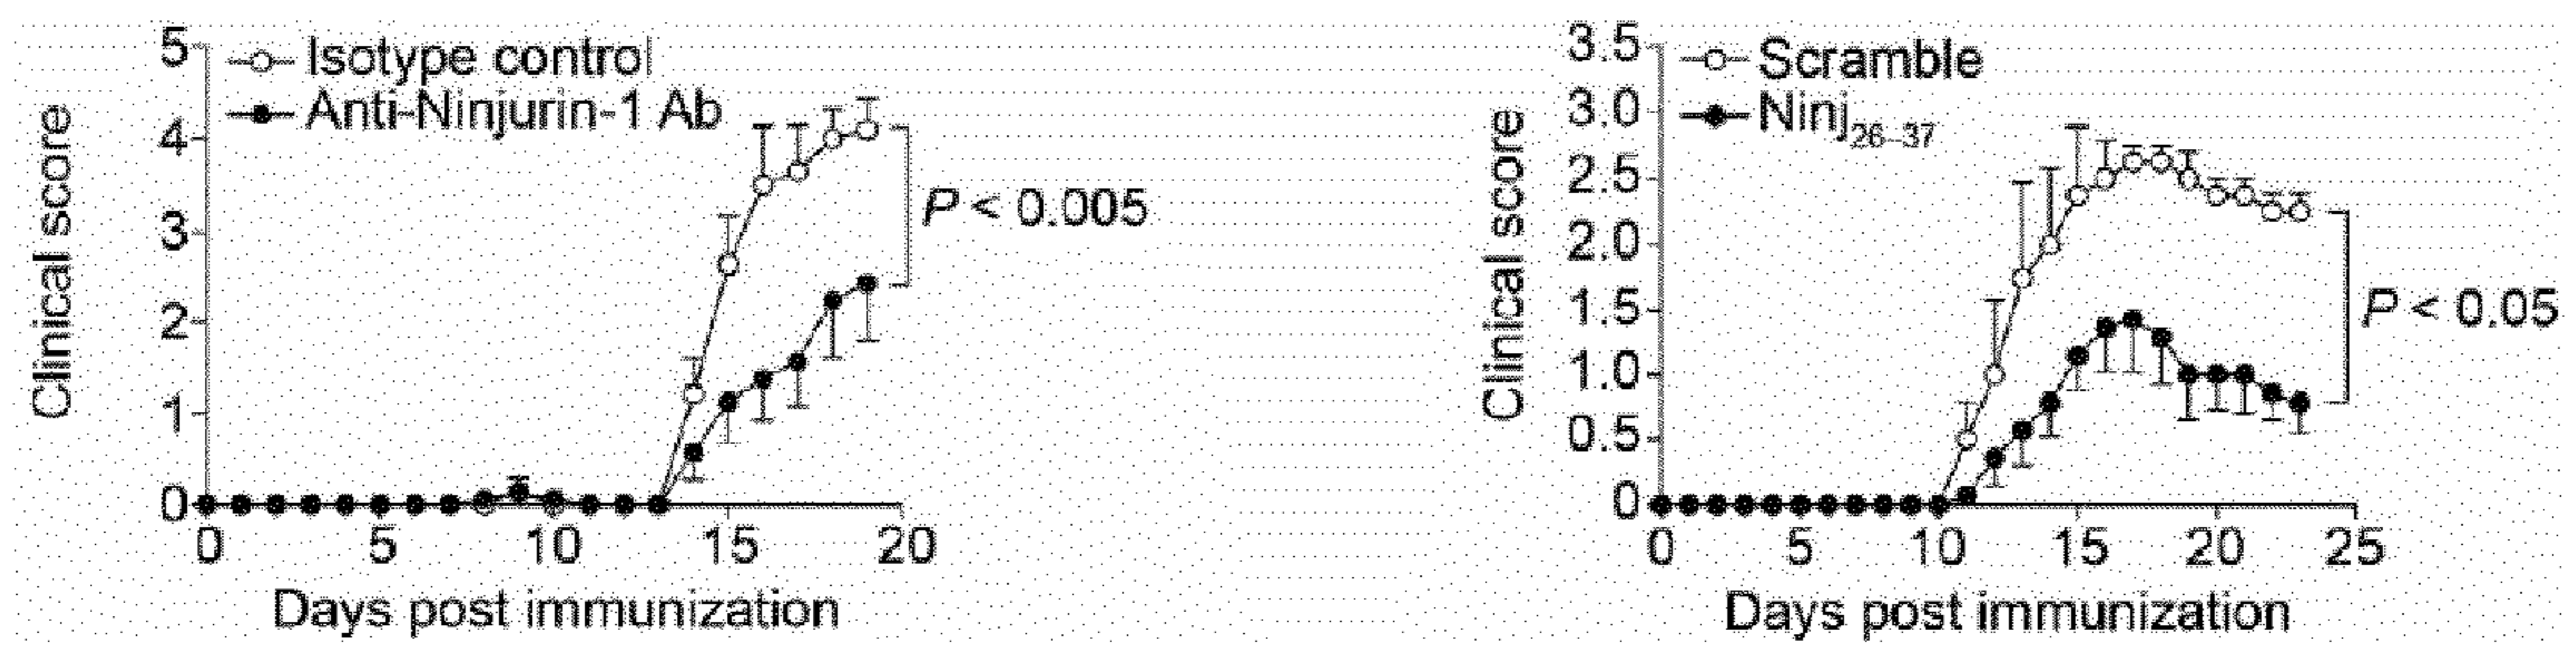 5
Isotype control
Anti-Ninjurin-1 Ab
4
3
2
1
0
Clinical score
P < 0.005
0 5 10 15 20
Days post immunization
3.5
Scramble
3.0
Ninj26–37
2.5
2.0
1.5
1.0
0.5
0
Clinical score
P < 0.05
0 5 10 15 20 25
Days post immunization